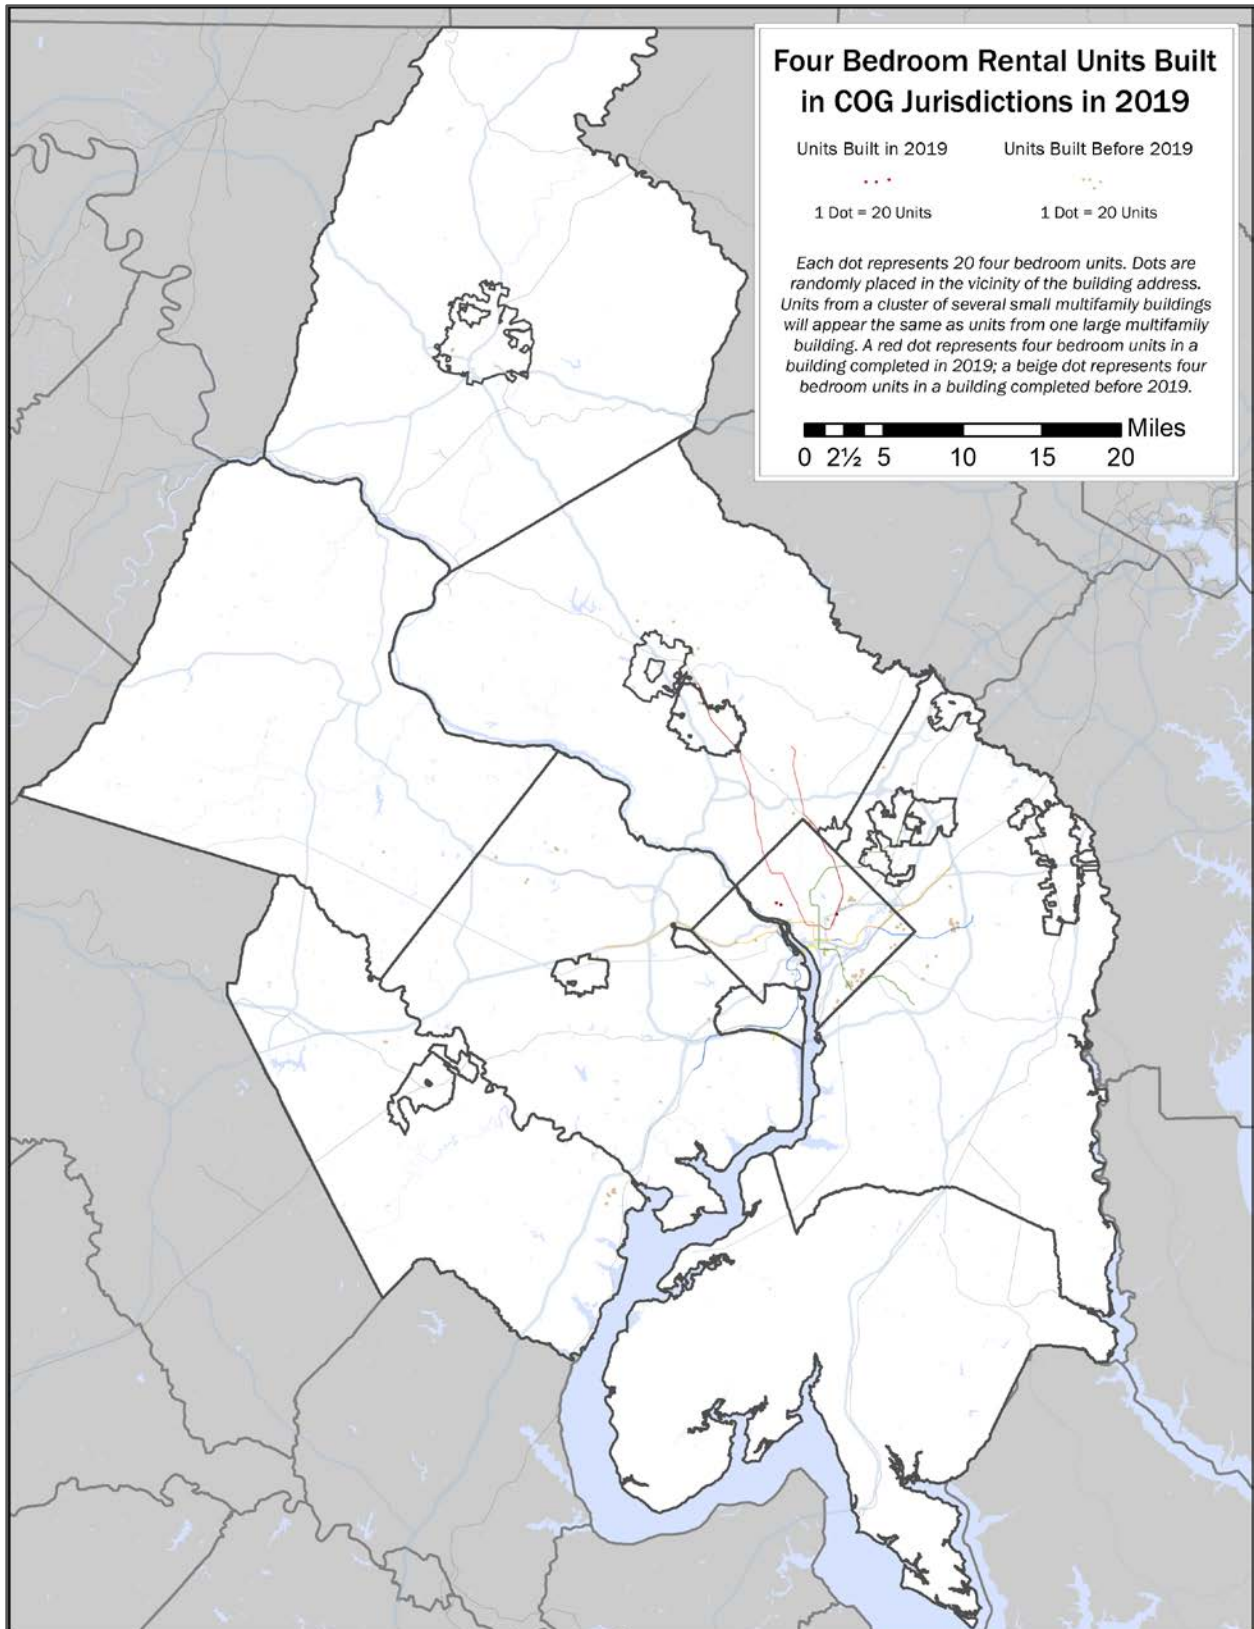 Four Bedroom Rental Units Built
in COG Jurisdictions in 2019
Units Built in 2019 Units Built Before 2019
1 Dot = 20 Units 1 Dot = 20 Units
Each dot represents 20 four bedroom units. Dots are
randomly placed in the vicinity of the building address.
Units from a cluster of several small multifamily buildings
will appear the same as units from one large multifamily
building. A red dot represents four bedroom units in a
building completed in 2019; a beige dot represents four
bedroom units in a building completed before 2019.
Miles
0 2½ 5 10 15 20